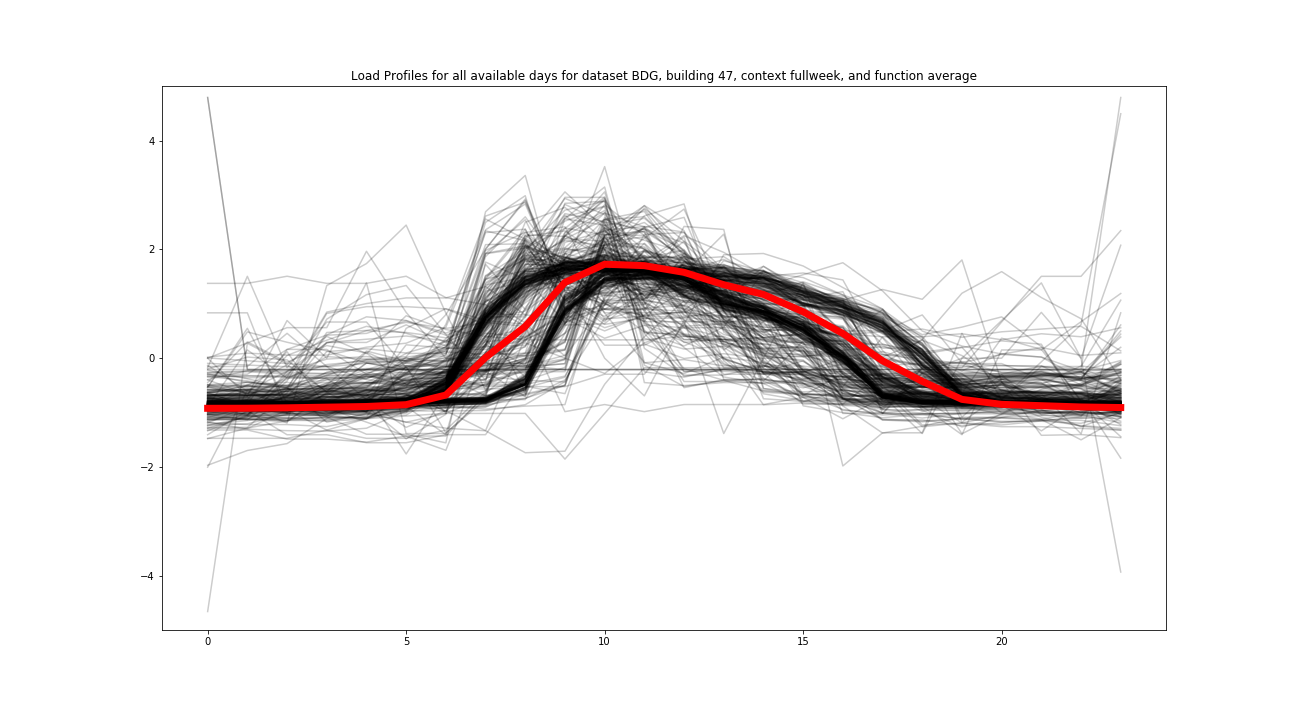 Load Profiles for all available days for dataset BDG, building 47, context fullweek, and function average
4
2
0
−2
−4
0 5 10 15 20